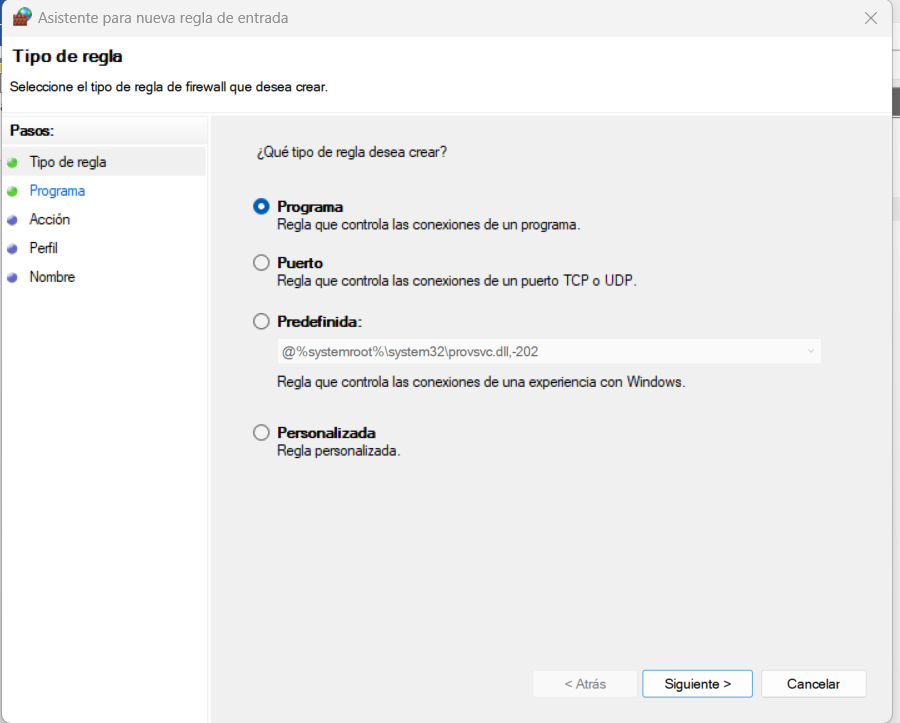 Asistente para nueva regla de entrada
Tipo de regla
Seleccione el tipo de regla de firewall que desea crear.
Pasos:
Tipo de regla
Programa
Acción
Perfil
Nombre
¿Qué tipo de regla desea crear?
Programa
Regla que controla las conexiones de un programa.
Puerto
Regla que controla las conexiones de un puerto TCP o UDP.
Predefinida:
@%systemroot%\system32\provsvc.dll,-202
Regla que controla las conexiones de una experiencia con Windows.
Personalizada
Regla personalizada.
< Atrás
Siguiente >
Cancelar